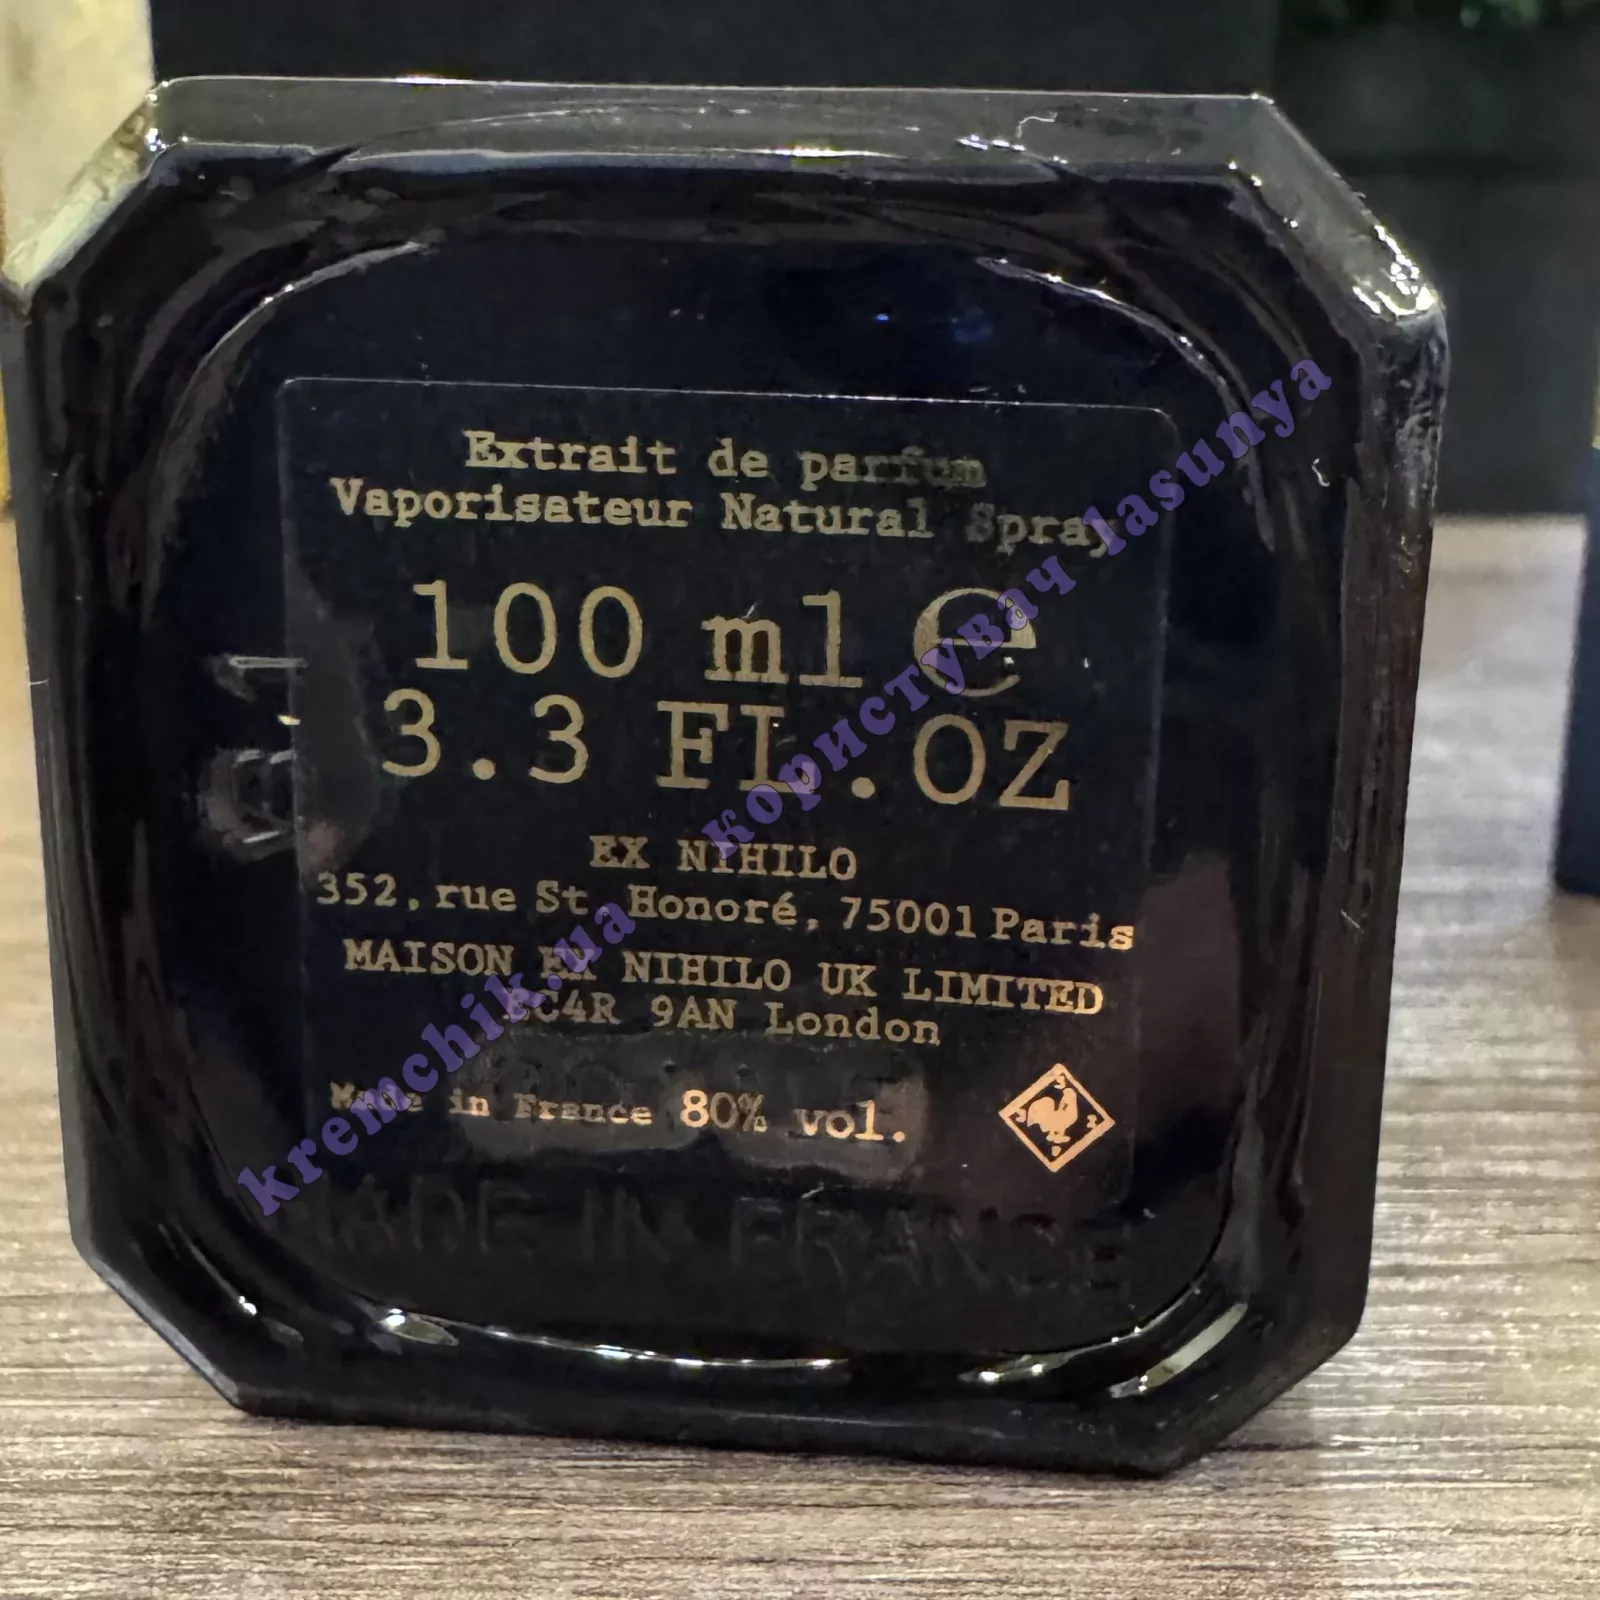 Extrait de parfum
Vaporisateur Natural Spray
100 ml e
3.3 FL.OZ
EX NIHILO
352, rue St. Honoré, 75001 Paris
MAISON EX NIHILO UK LIMITED
EC4R 9AN London
Made in France 80% vol.
MADE IN FRANCE
kremchik.ua користувач lasunya